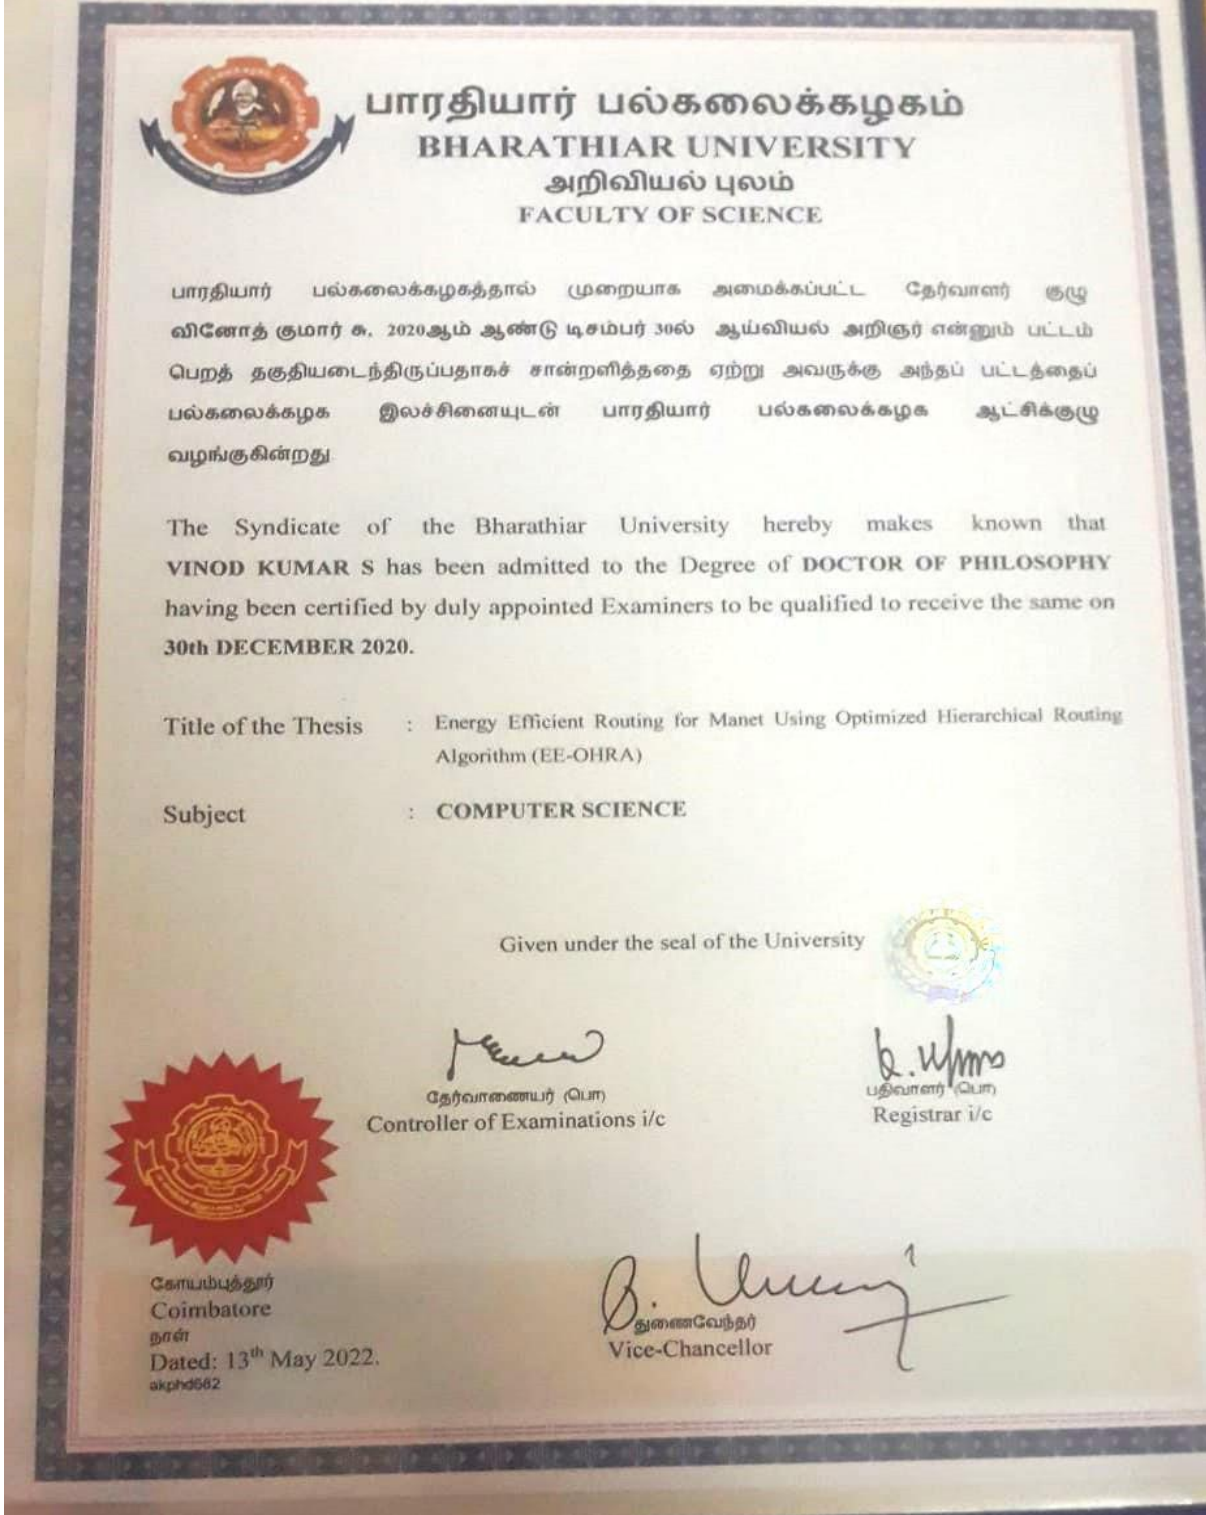 பாரதியார் பல்கலைக்கழகம்
BHARATHIAR UNIVERSITY
அறிவியல் புலம்
FACULTY OF SCIENCE
பாரதியார் பல்கலைக்கழகத்தால் முறையாக அமைக்கப்பட்ட தேர்வாளர் குழு
வினோத் குமார் சு. 2020ஆம் ஆண்டு டிசம்பர் 30ல் ஆய்வியல் அறிஞர் என்னும் பட்டம்
பெறத் தகுதியடைந்திருப்பதாகச் சான்றளித்ததை ஏற்று அவருக்கு அந்தப் பட்டத்தைப்
பல்கலைக்கழக இலச்சினையுடன் பாரதியார் பல்கலைக்கழக ஆட்சிக்குழு
வழங்குகின்றது
The Syndicate of the Bharathiar University hereby makes known that
VINOD KUMAR S has been admitted to the Degree of DOCTOR OF PHILOSOPHY
having been certified by duly appointed Examiners to be qualified to receive the same on
30th DECEMBER 2020.
Title of the Thesis : Energy Efficient Routing for Manet Using Optimized Hierarchical Routing
Algorithm (EE-OHRA)
Subject : COMPUTER SCIENCE
Given under the seal of the University
தேர்வாணையர் (பொ) பதிவாளர் (பொ)
Controller of Examinations i/c Registrar i/c
கோயம்புத்தூர்
Coimbatore
நாள்
Dated: 13th May 2022.
akphd682
துணைவேந்தர்
Vice-Chancellor